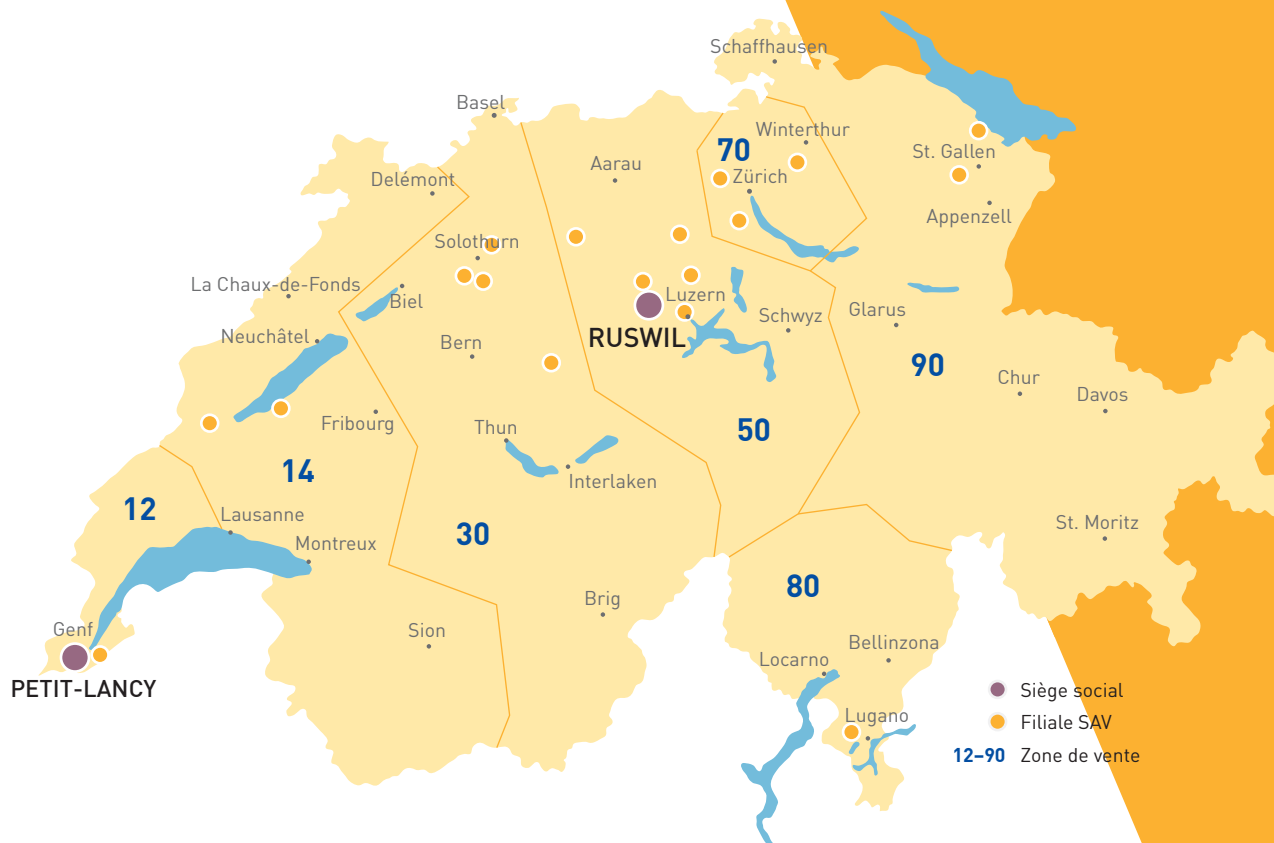 Schaffhausen
Basel
Winterthur
70
Aarau
St. Gallen
Delémont
Zürich
Appenzell
Solothurn
La Chaux-de-Fonds
Biel
Luzern
Glarus
Schwyz
Neuchâtel
RUSWIL
Bern
90
Chur
Davos
Fribourg
Thun
50
14
Interlaken
12
Lausanne
St. Moritz
30
Montreux
80
Brig
Genf
Sion
Bellinzona
Locarno
PETIT-LANCY
Lugano
Siège social
Filiale SAV
12–90 Zone de vente